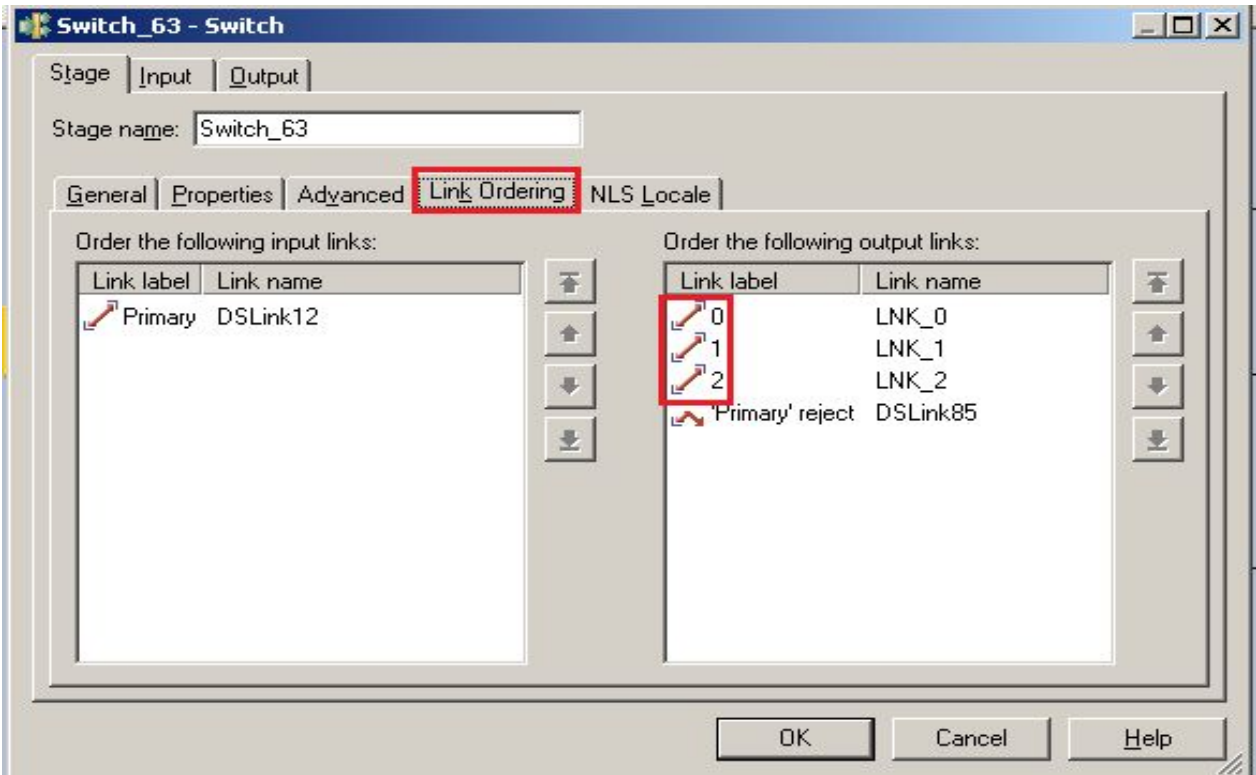 Switch_63 - Switch
Stage Input Output
Stage name: Switch_63
General Properties Advanced Link Ordering NLS Locale
Order the following input links:
Link label Link name
Primary DSLink12
Order the following output links:
Link label Link name
0 LNK_0
1 LNK_1
2 LNK_2
'Primary' reject DSLink85
OK Cancel Help